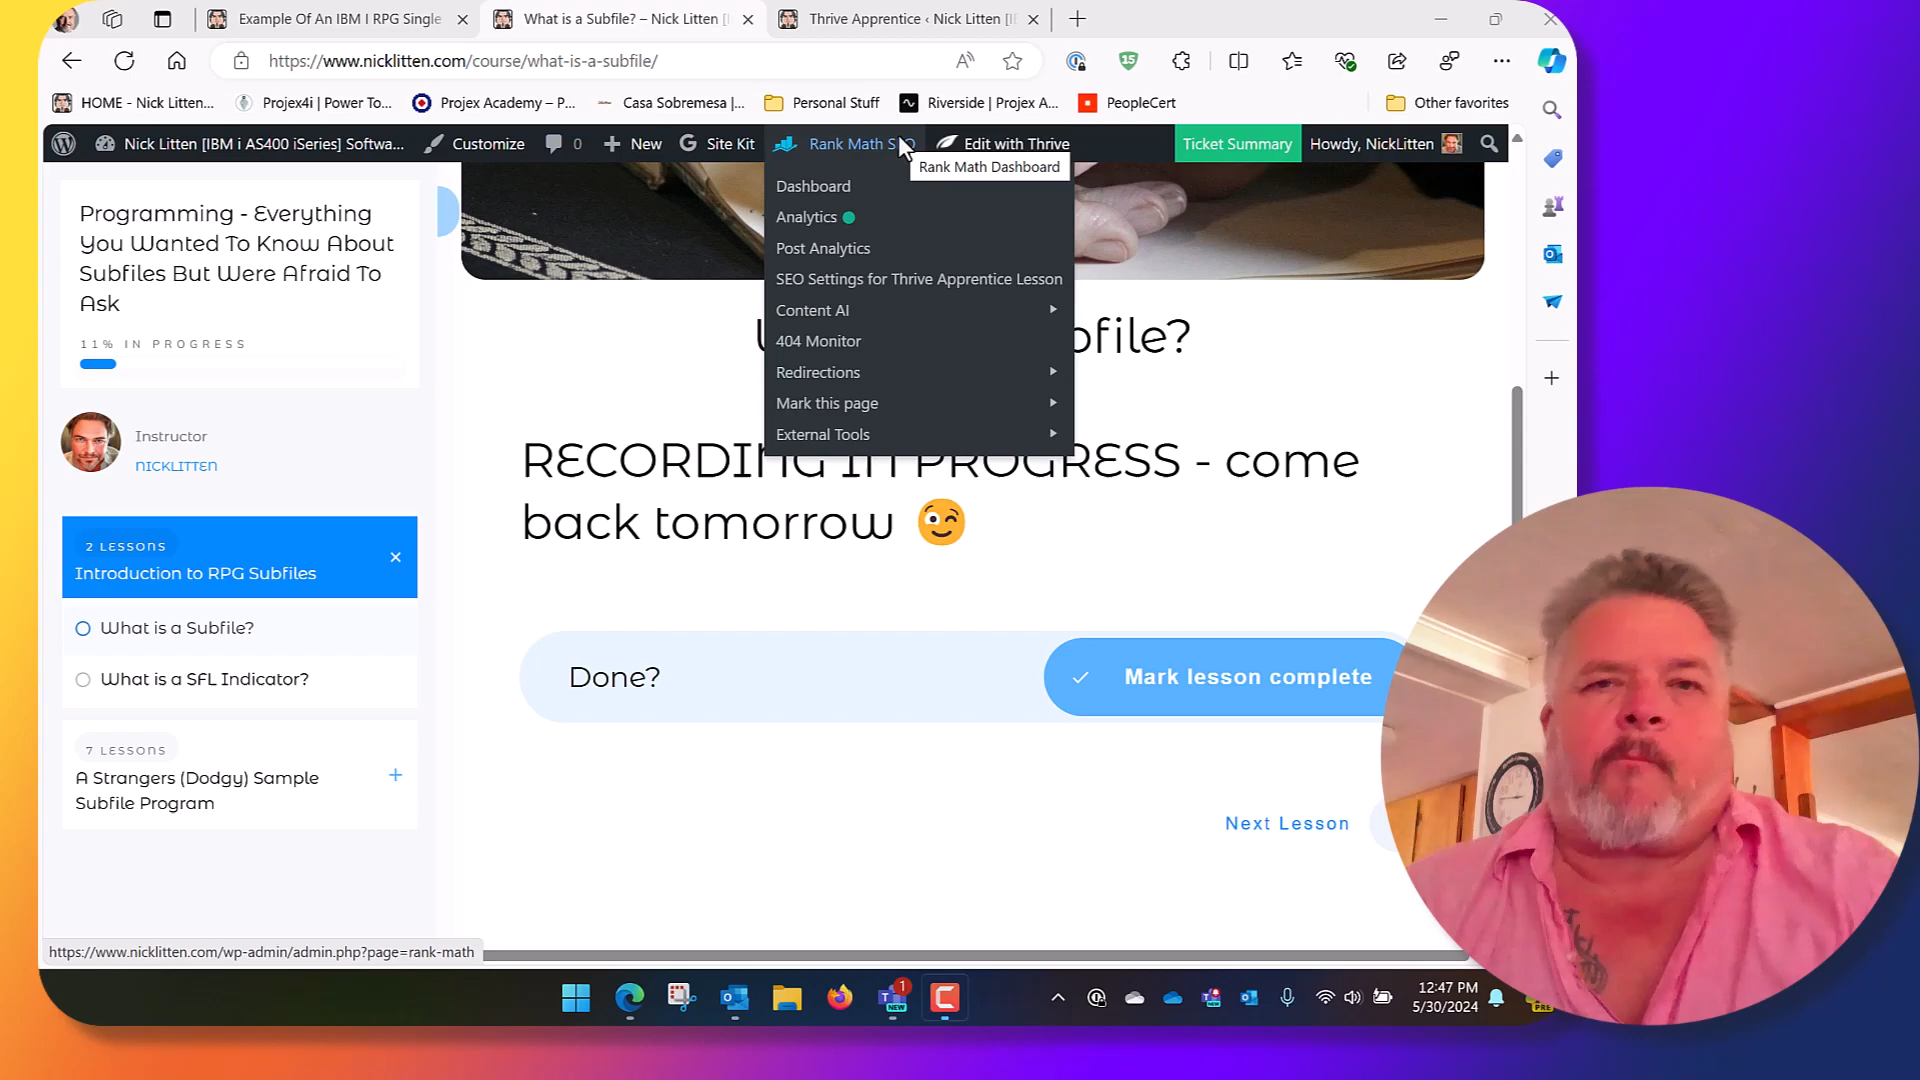 Example Of An IBM I RPG Single
What is a Subfile? – Nick Litten [
Thrive Apprentice ‹ Nick Litten [IE
https://www.nicklitten.com/course/what-is-a-subfile/
15
HOME - Nick Litten...
Projex4i | Power To...
Projex Academy – P...
Casa Sobremesa |...
Personal Stuff
Riverside | Projex A...
PeopleCert
Other favorites
Nick Litten [IBM i AS400 iSeries] Softwa...
Customize
0
New
Site Kit
Rank Math S
Edit with Thrive
Ticket Summary
Howdy, NickLitten
Rank Math Dashboard
Dashboard
Analytics
Post Analytics
SEO Settings for Thrive Apprentice Lesson
Content AI
404 Monitor
Redirections
Mark this page
External Tools
Programming - Everything
You Wanted To Know About
Subfiles But Were Afraid To
Ask
11% IN PROGRESS
Instructor
NICKLITTEN
2 LESSONS
Introduction to RPG Subfiles
What is a Subfile?
What is a SFL Indicator?
7 LESSONS
A Strangers (Dodgy) Sample
Subfile Program
bfile?
RECORDING IN PROGRESS - come
back tomorrow 😉
Done?
Mark lesson complete
Next Lesson
https://www.nicklitten.com/wp-admin/admin.php?page=rank-math
1
NEW
NEW
12:47 PM
5/30/2024
PRE